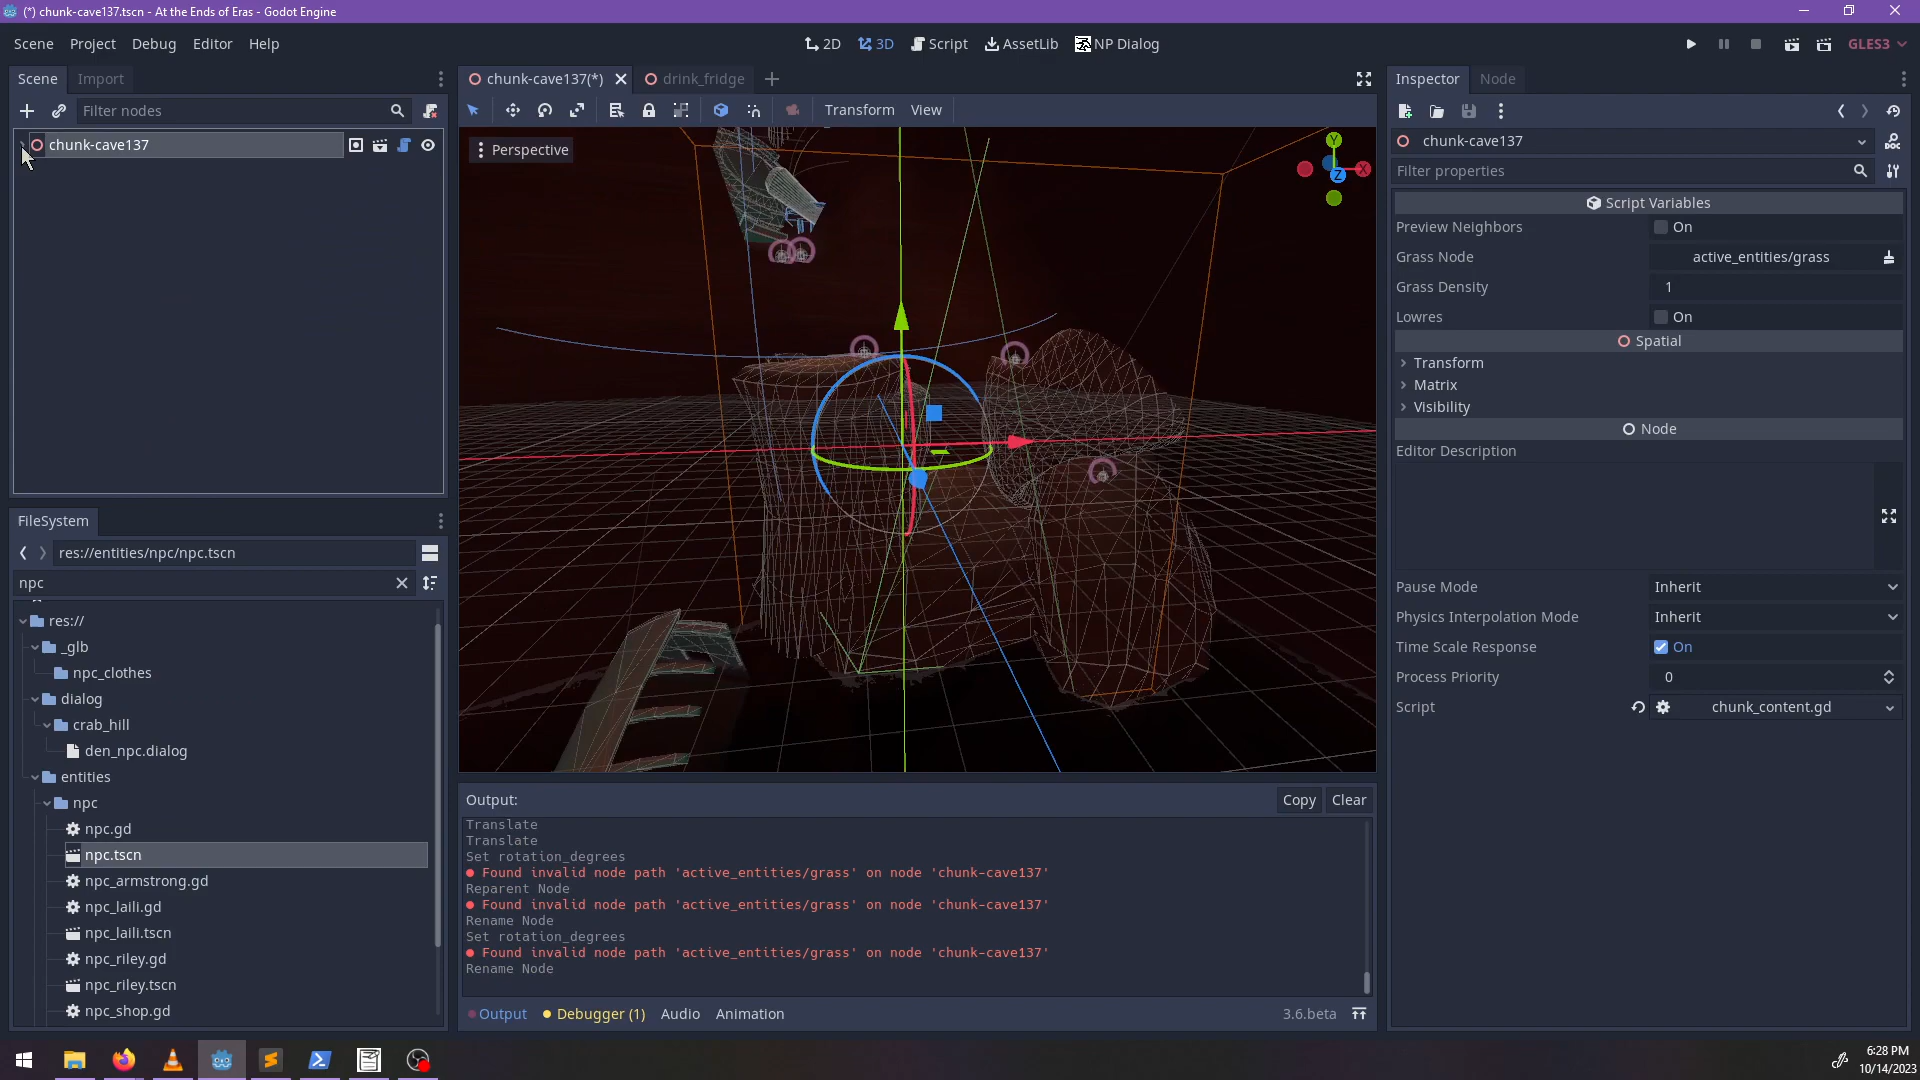 (*) chunk-cave137.tscn - At the Ends of Eras - Godot Engine
Scene Project Debug Editor Help
2D 3D Script AssetLib NP Dialog
GLES3
Scene Import
chunk-cave137(*) drink_fridge
Inspector Node
Filter nodes
Transform View
chunk-cave137
Perspective
Y
X
Z
chunk-cave137
Filter properties
Script Variables
Preview Neighbors On
Grass Node active_entities/grass
Grass Density 1
Lowres On
Spatial
Transform
Matrix
Visibility
Node
Editor Description
Pause Mode Inherit
Physics Interpolation Mode Inherit
Time Scale Response On
Process Priority 0
Script chunk_content.gd
FileSystem
res://entities/npc/npc.tscn
npc
res://
_glb
npc_clothes
dialog
crab_hill
den_npc.dialog
entities
npc
npc.gd
npc.tscn
npc_armstrong.gd
npc_laili.gd
npc_laili.tscn
npc_riley.gd
npc_riley.tscn
npc_shop.gd
Output:
Copy Clear
Translate
Translate
Set rotation_degrees
Found invalid node path 'active_entities/grass' on node 'chunk-cave137'
Reparent Node
Found invalid node path 'active_entities/grass' on node 'chunk-cave137'
Rename Node
Set rotation_degrees
Found invalid node path 'active_entities/grass' on node 'chunk-cave137'
Rename Node
Output Debugger (1) Audio Animation
3.6.beta
6:28 PM
10/14/2023